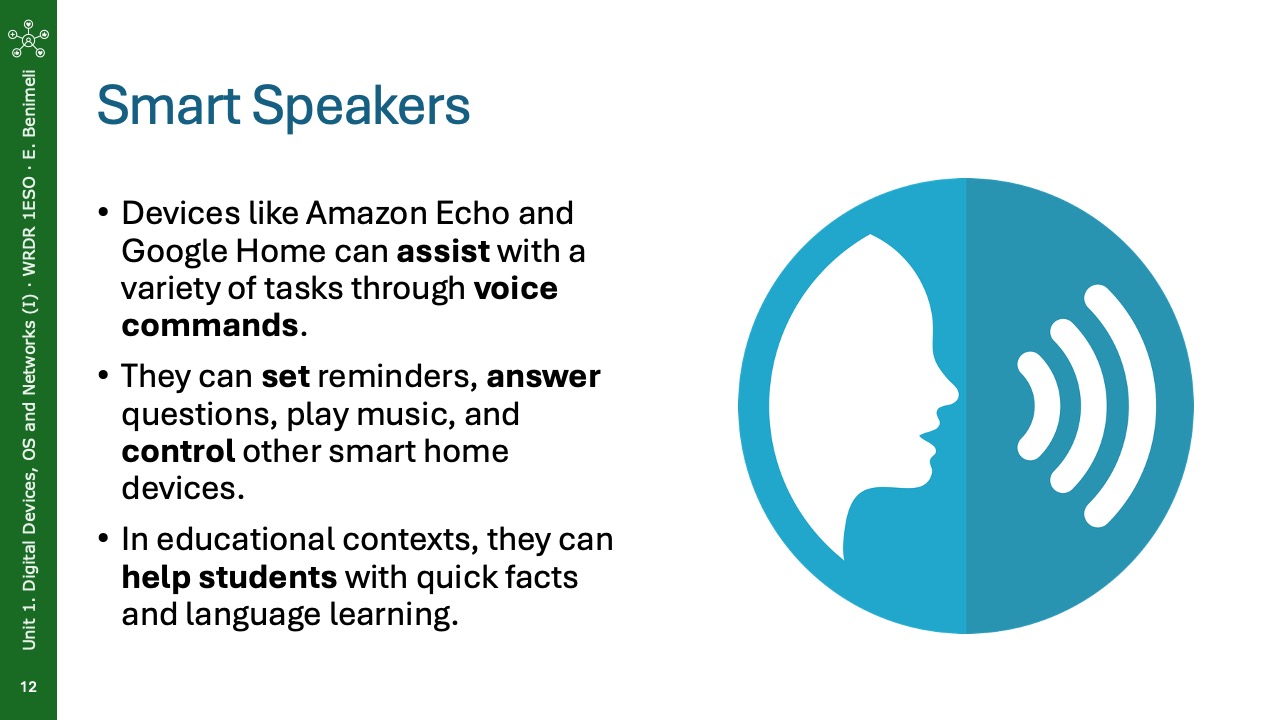 Unit 1. Digital Devices, OS and Networks (I) · WRDR 1ESO · E. Benimeli
12
Smart Speakers
• Devices like Amazon Echo and
Google Home can assist with a
variety of tasks through voice
commands.
• They can set reminders, answer
questions, play music, and
control other smart home
devices.
• In educational contexts, they can
help students with quick facts
and language learning.